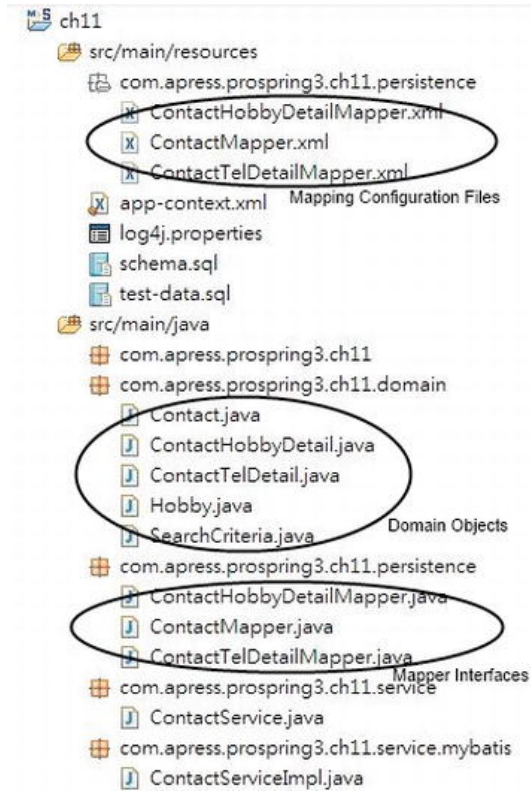 ch11
src/main/resources
com.apress.prospring3.ch11.persistence
ContactHobbyDetailMapper.xml
ContactMapper.xml
ContactTelDetailMapper.xml
app-context.xml
Mapping Configuration Files
log4j.properties
schema.sql
test-data.sql
src/main/java
com.apress.prospring3.ch11
com.apress.prospring3.ch11.domain
Contact.java
ContactHobbyDetail.java
ContactTelDetail.java
Hobby.java
SearchCriteria.java
Domain Objects
com.apress.prospring3.ch11.persistence
ContactHobbyDetailMapper.java
ContactMapper.java
ContactTelDetailMapper.java
Mapper Interfaces
com.apress.prospring3.ch11.service
ContactService.java
com.apress.prospring3.ch11.service.mybatis
ContactServiceImpl.java